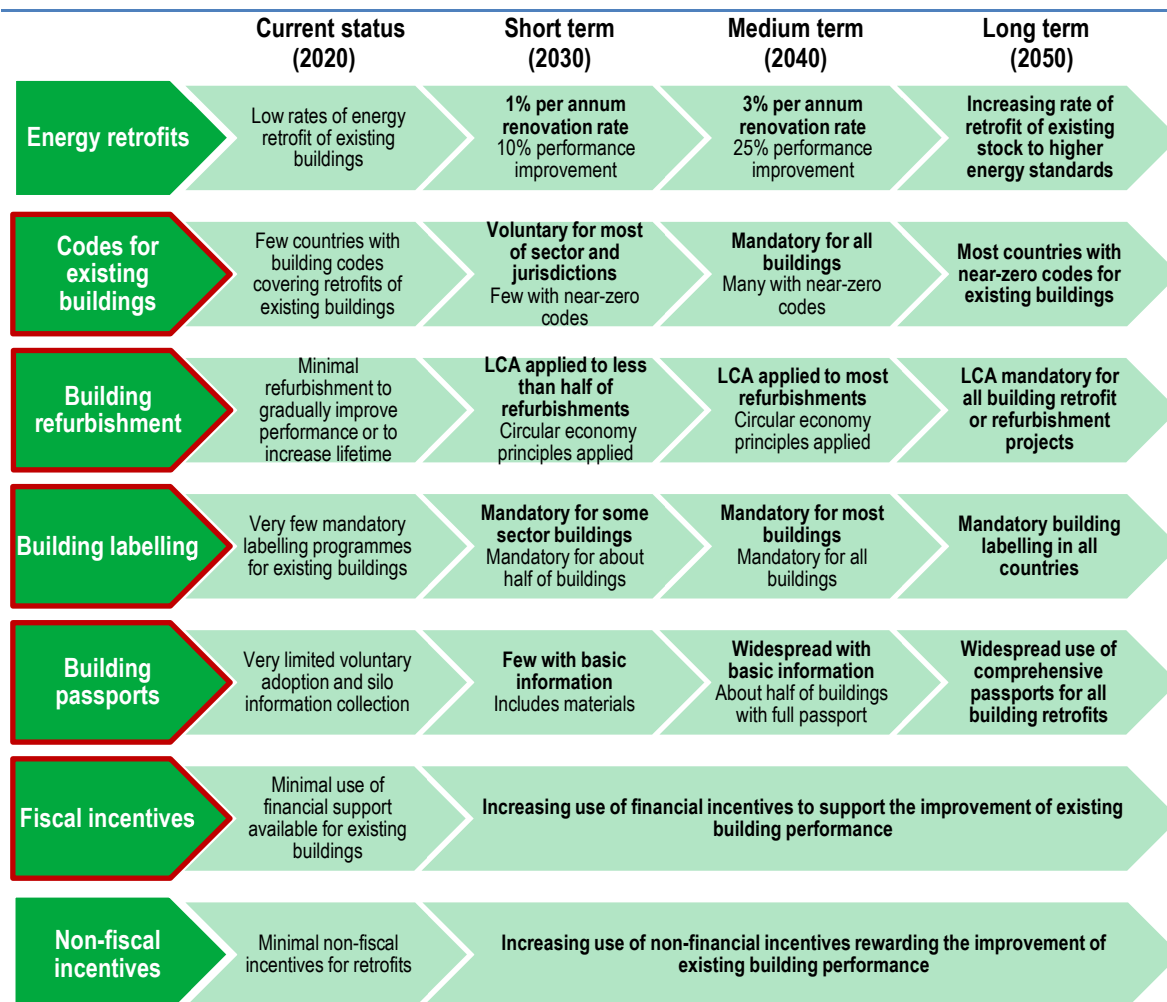 Current status
(2020)
Short term
(2030)
Medium term
(2040)
Long term
(2050)
Energy retrofits
Low rates of energy
retrofit of existing
buildings
1% per annum
renovation rate
10% performance
improvement
3% per annum
renovation rate
25% performance
improvement
Increasing rate of
retrofit of existing
stock to higher
energy standards
Codes for
existing
buildings
Few countries with
building codes
covering retrofits of
existing buildings
Voluntary for most
of sector and
jurisdictions
Few with near-zero
codes
Mandatory for all
buildings
Many with near-zero
codes
Most countries with
near-zero codes for
existing buildings
Building
refurbishment
Minimal
refurbishment to
gradually improve
performance or to
increase lifetime
LCA applied to less
than half of
refurbishments
Circular economy
principles applied
LCA applied to most
refurbishments
Circular economy
principles applied
LCA mandatory for
all building retrofit
or refurbishment
projects
Building labelling
Very few mandatory
labelling programmes
for existing buildings
Mandatory for some
sector buildings
Mandatory for about
half of buildings
Mandatory for most
buildings
Mandatory for all
buildings
Mandatory building
labelling in all
countries
Building
passports
Very limited voluntary
adoption and silo
information collection
Few with basic
information
Includes materials
Widespread with
basic information
About half of buildings
with full passport
Widespread use of
comprehensive
passports for all
building retrofits
Fiscal incentives
Minimal use of
financial support
available for existing
buildings
Increasing use of financial incentives to support the improvement of existing
building performance
Non-fiscal
incentives
Minimal non-fiscal
incentives for retrofits
Increasing use of non-financial incentives rewarding the improvement of
existing building performance